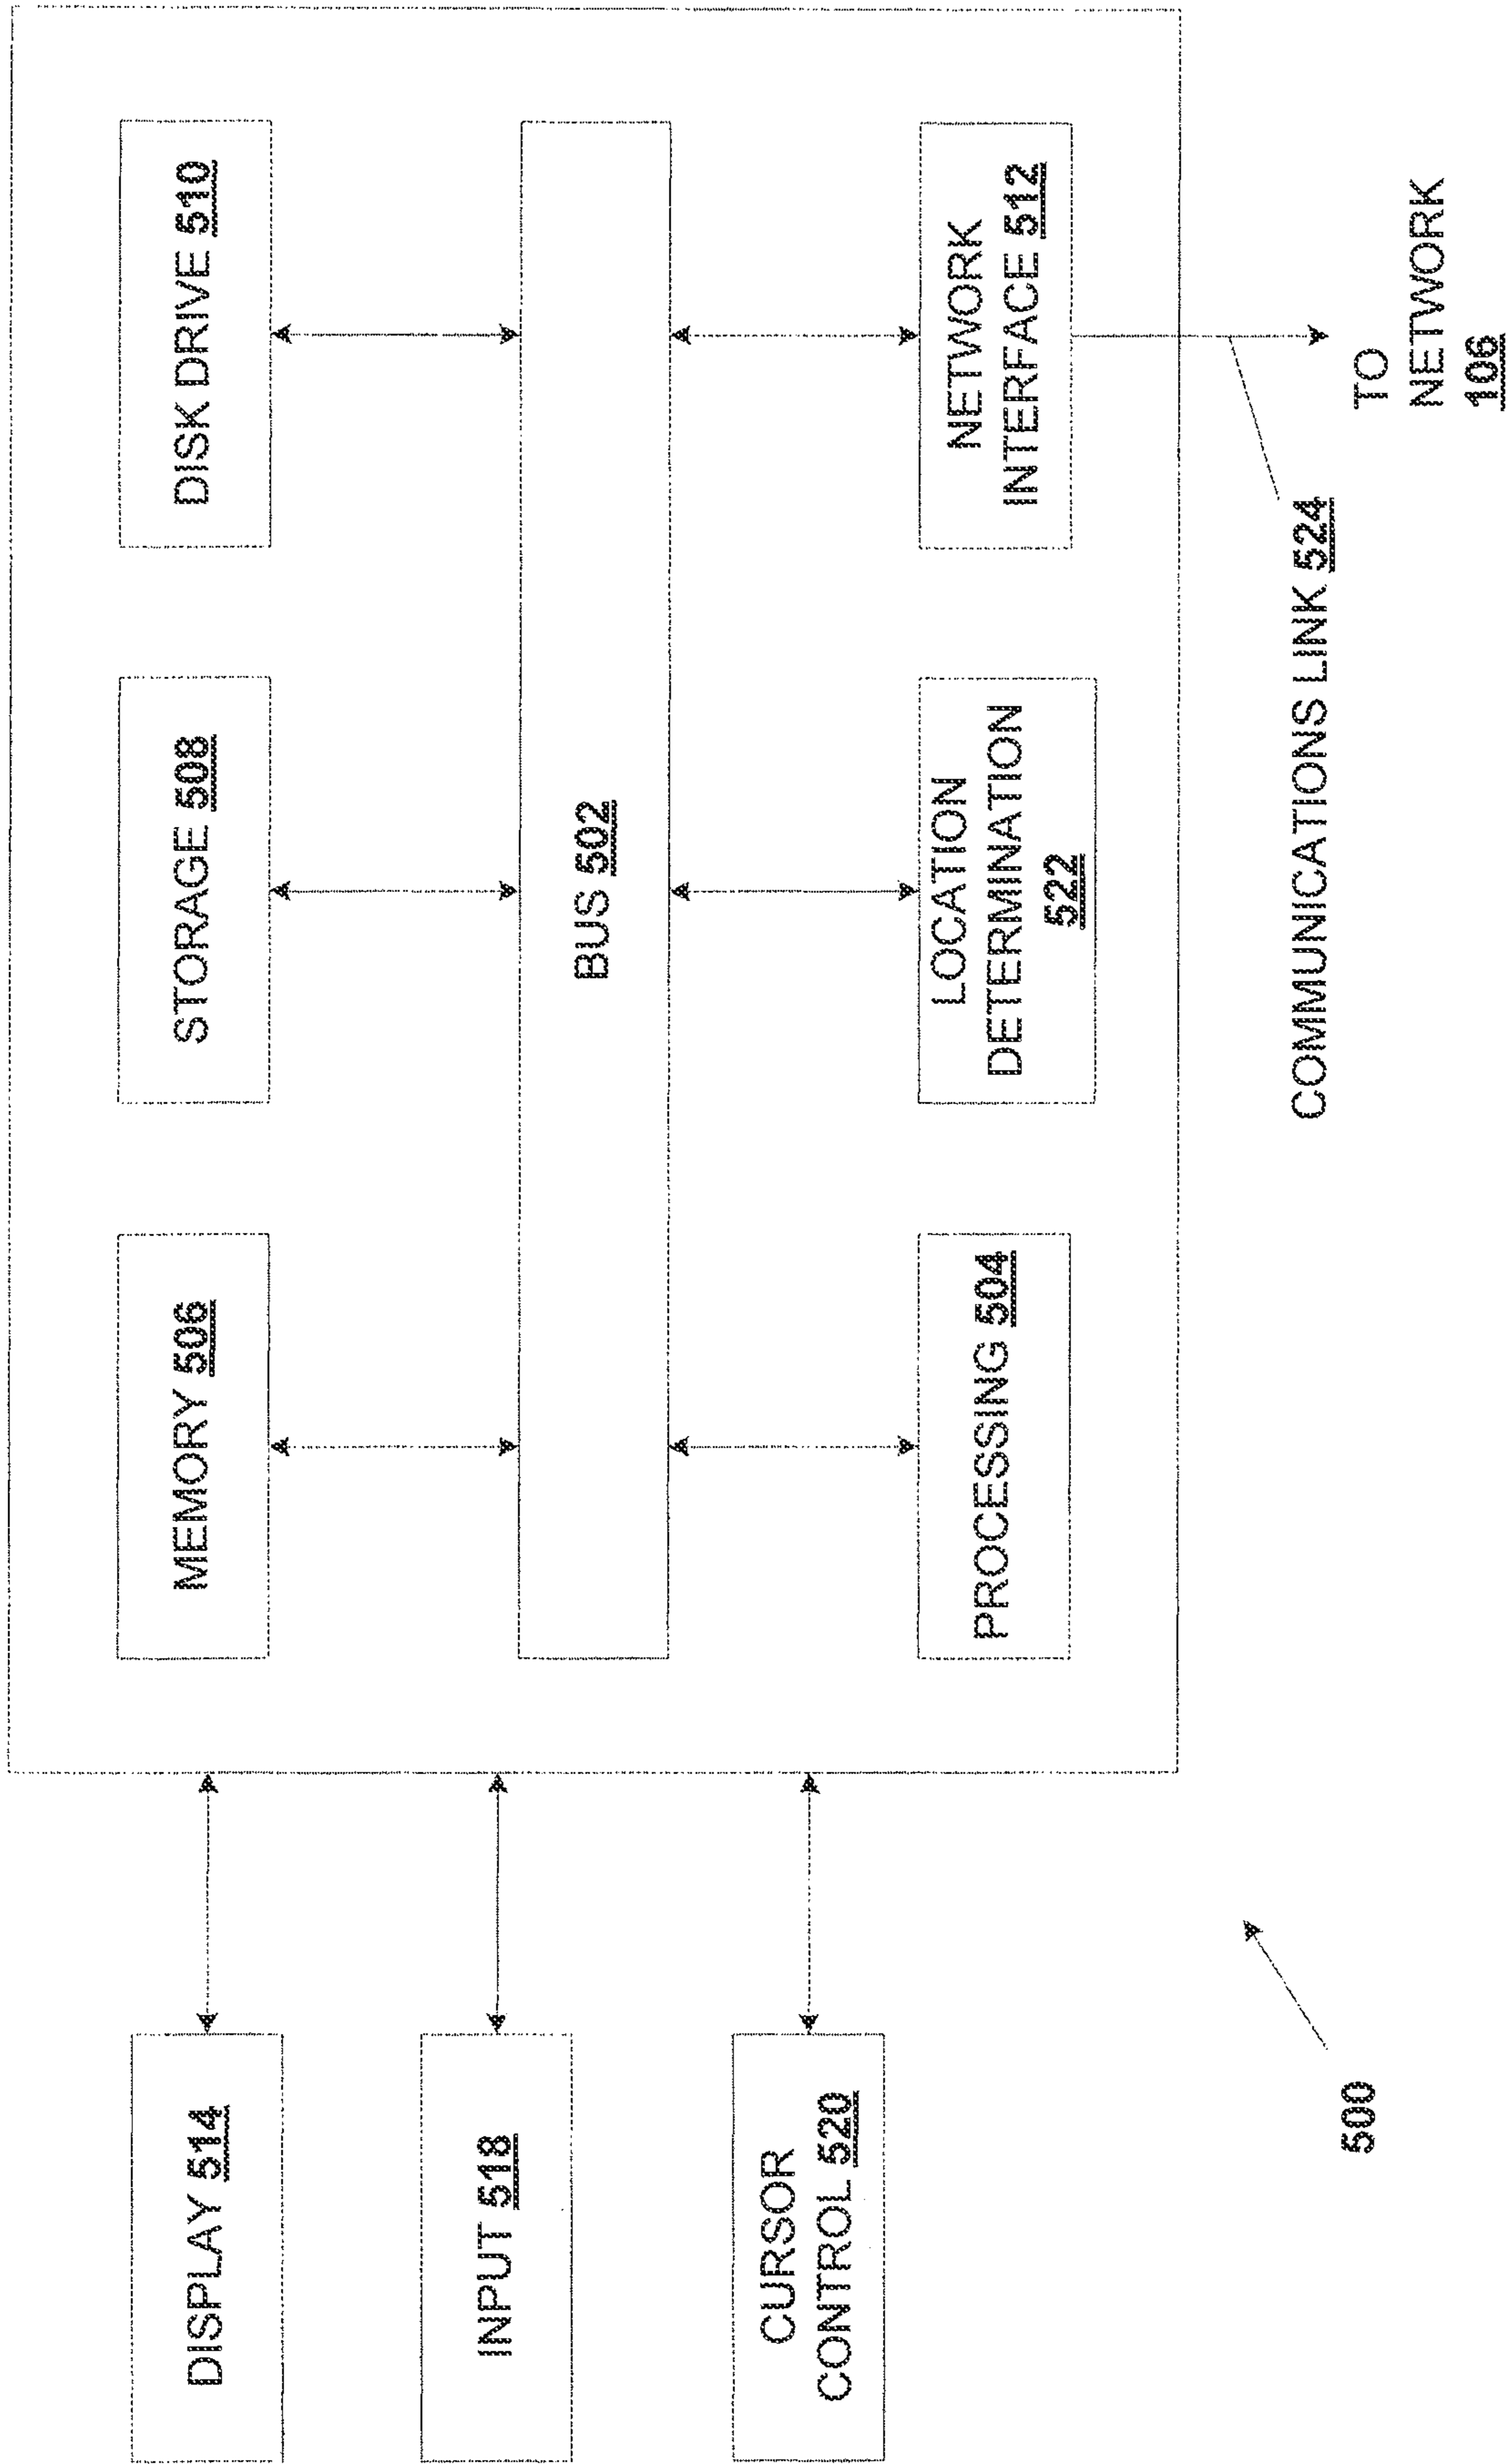 DISPLAY 514
INPUT 518
CURSOR
CONTROL 520
500
MEMORY 506
STORAGE 508
DISK DRIVE 510
BUS 502
PROCESSING 504
LOCATION
DETERMINATION
522
NETWORK
INTERFACE 512
COMMUNICATIONS LINK 524
TO
NETWORK
106